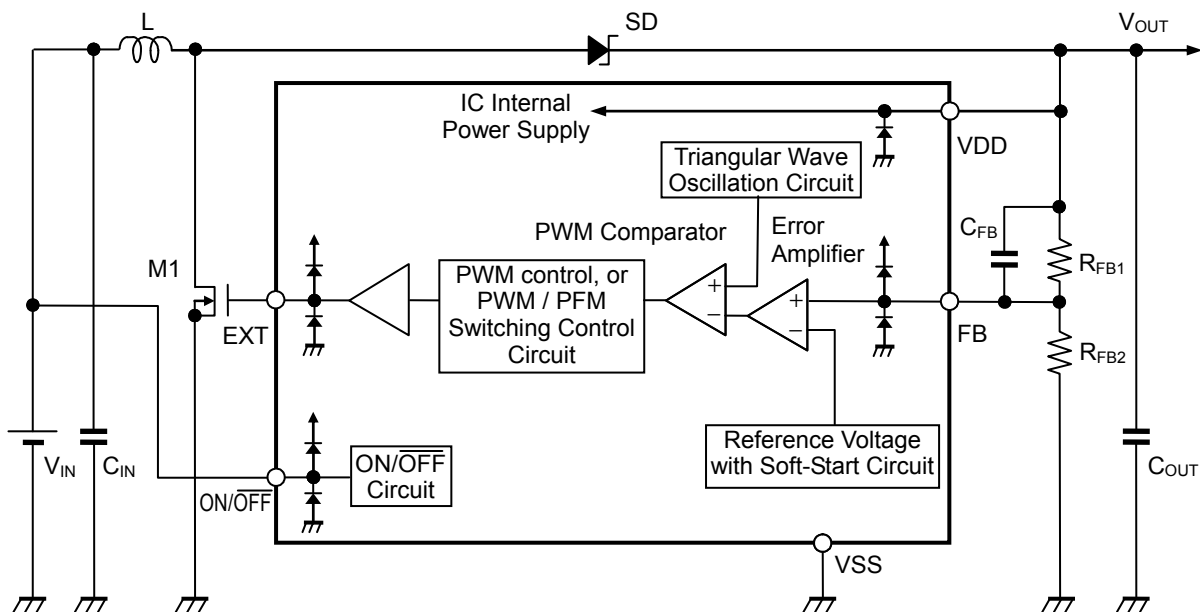 L
SD
VOUT
IC Internal
Power Supply
VDD
Triangular Wave
Oscillation Circuit
CFB
PWM Comparator
Error
Amplifier
RFB1
M1
PWM control, or
PWM / PFM
Switching Control
Circuit
+
−
+
−
EXT
FB
RFB2
Reference Voltage
with Soft-Start Circuit
VIN
CIN
ON/OFF
ON/OFF
Circuit
COUT
VSS